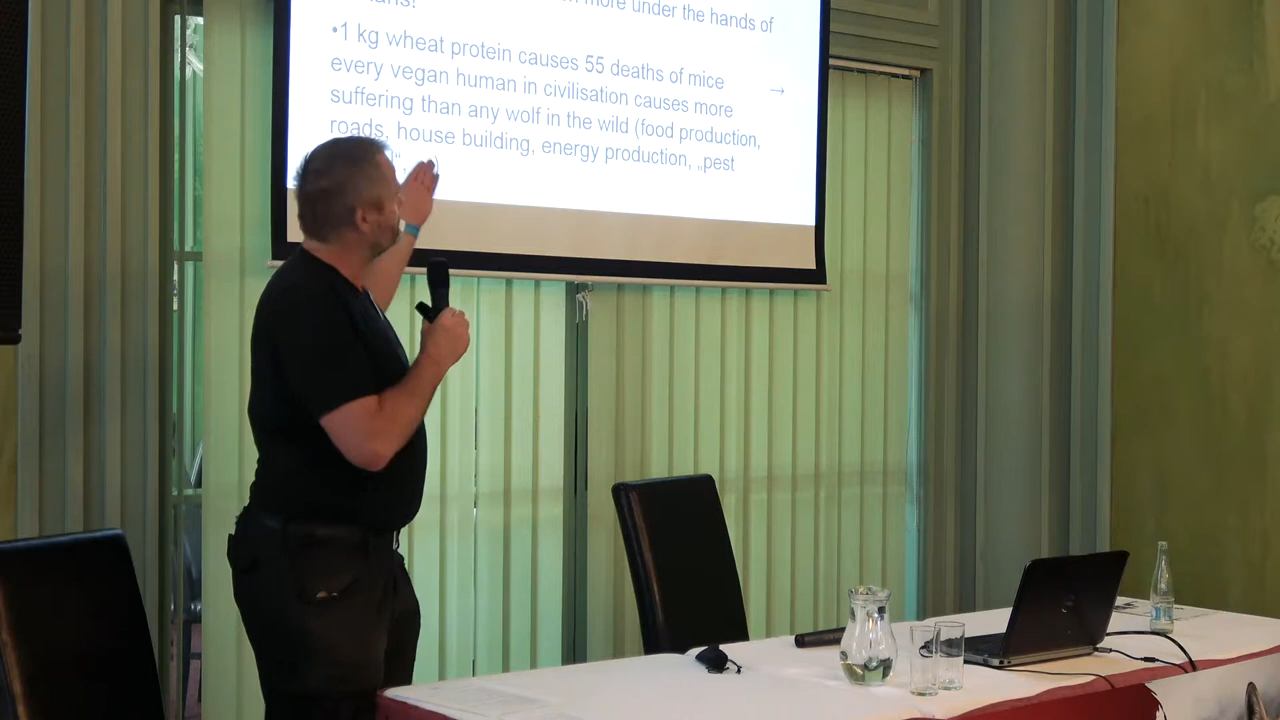 more under the hands of
•1 kg wheat protein causes 55 deaths of mice →
every vegan human in civilisation causes more
suffering than any wolf in the wild (food production,
roads, house building, energy production, „pest